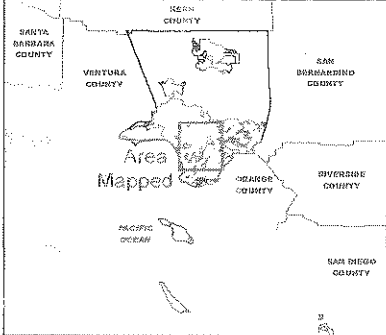 KERN
COUNTY
SANTA
BARBARA
COUNTY
VENTURA
COUNTY
SAN
BERNARDINO
COUNTY
Area
Mapped
ORANGE
COUNTY
RIVERSIDE
COUNTY
PACIFIC
OCEAN
SAN DIEGO
COUNTY